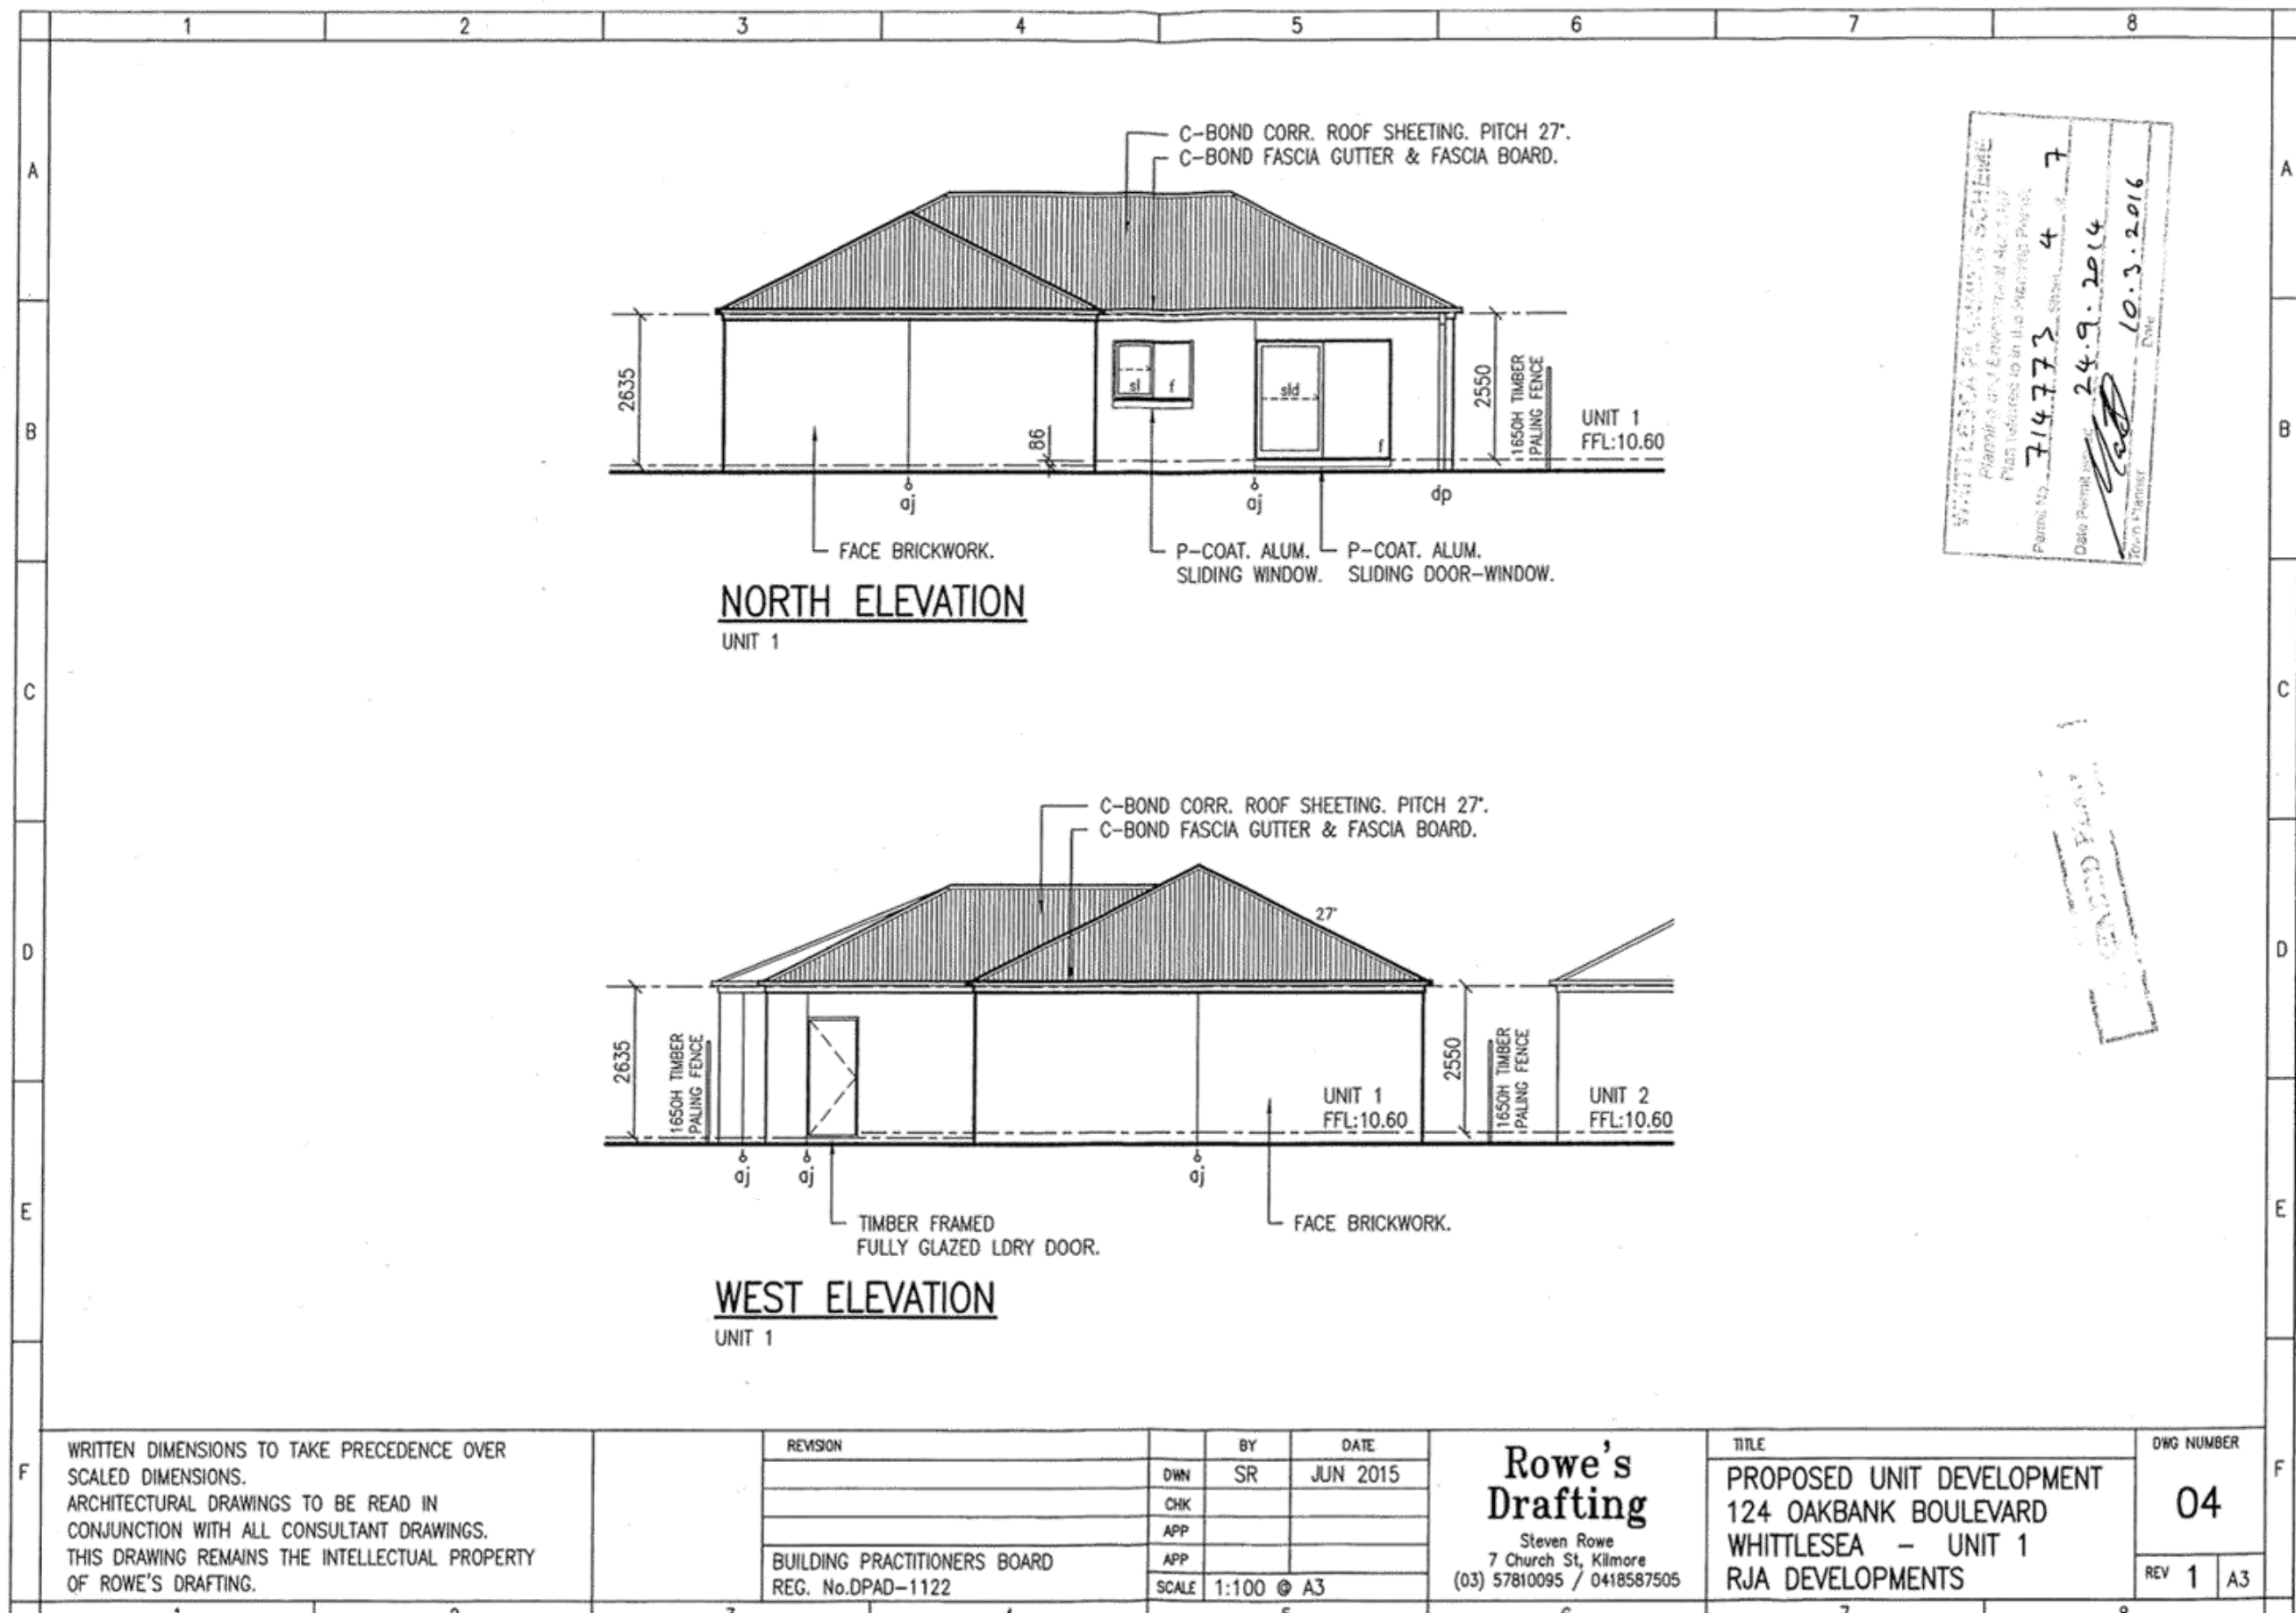 1 2 3 4 5 6 7 8
A
B
C
D
E
F
A
B
C
D
E
F
C-BOND CORR. ROOF SHEETING. PITCH 27°.
C-BOND FASCIA GUTTER & FASCIA BOARD.
2635
86
sl f
sld
f
2550
1650H TIMBER
PALING FENCE
UNIT 1
FFL:10.60
aj
aj
dp
FACE BRICKWORK.
P-COAT. ALUM.
SLIDING WINDOW.
P-COAT. ALUM.
SLIDING DOOR-WINDOW.
NORTH ELEVATION
UNIT 1
Permit No. 714773 Sheet 4 of 7
24.9.2014
10.3.2016
Town Planner Date
C-BOND CORR. ROOF SHEETING. PITCH 27°.
C-BOND FASCIA GUTTER & FASCIA BOARD.
27°
2635
1650H TIMBER
PALING FENCE
UNIT 1
FFL:10.60
2550
1650H TIMBER
PALING FENCE
UNIT 2
FFL:10.60
aj
aj
aj
TIMBER FRAMED
FULLY GLAZED LDRY DOOR.
FACE BRICKWORK.
WEST ELEVATION
UNIT 1
WRITTEN DIMENSIONS TO TAKE PRECEDENCE OVER
SCALED DIMENSIONS.
ARCHITECTURAL DRAWINGS TO BE READ IN
CONJUNCTION WITH ALL CONSULTANT DRAWINGS.
THIS DRAWING REMAINS THE INTELLECTUAL PROPERTY
OF ROWE'S DRAFTING.
REVISION
BUILDING PRACTITIONERS BOARD
REG. No.DPAD-1122
BY DATE
DWN SR JUN 2015
CHK
APP
APP
SCALE 1:100 @ A3
Rowe's
Drafting
Steven Rowe
7 Church St, Kilmore
(03) 57810095 / 0418587505
TITLE
PROPOSED UNIT DEVELOPMENT
124 OAKBANK BOULEVARD
WHITTLESEA - UNIT 1
RJA DEVELOPMENTS
DWG NUMBER
04
REV 1 A3